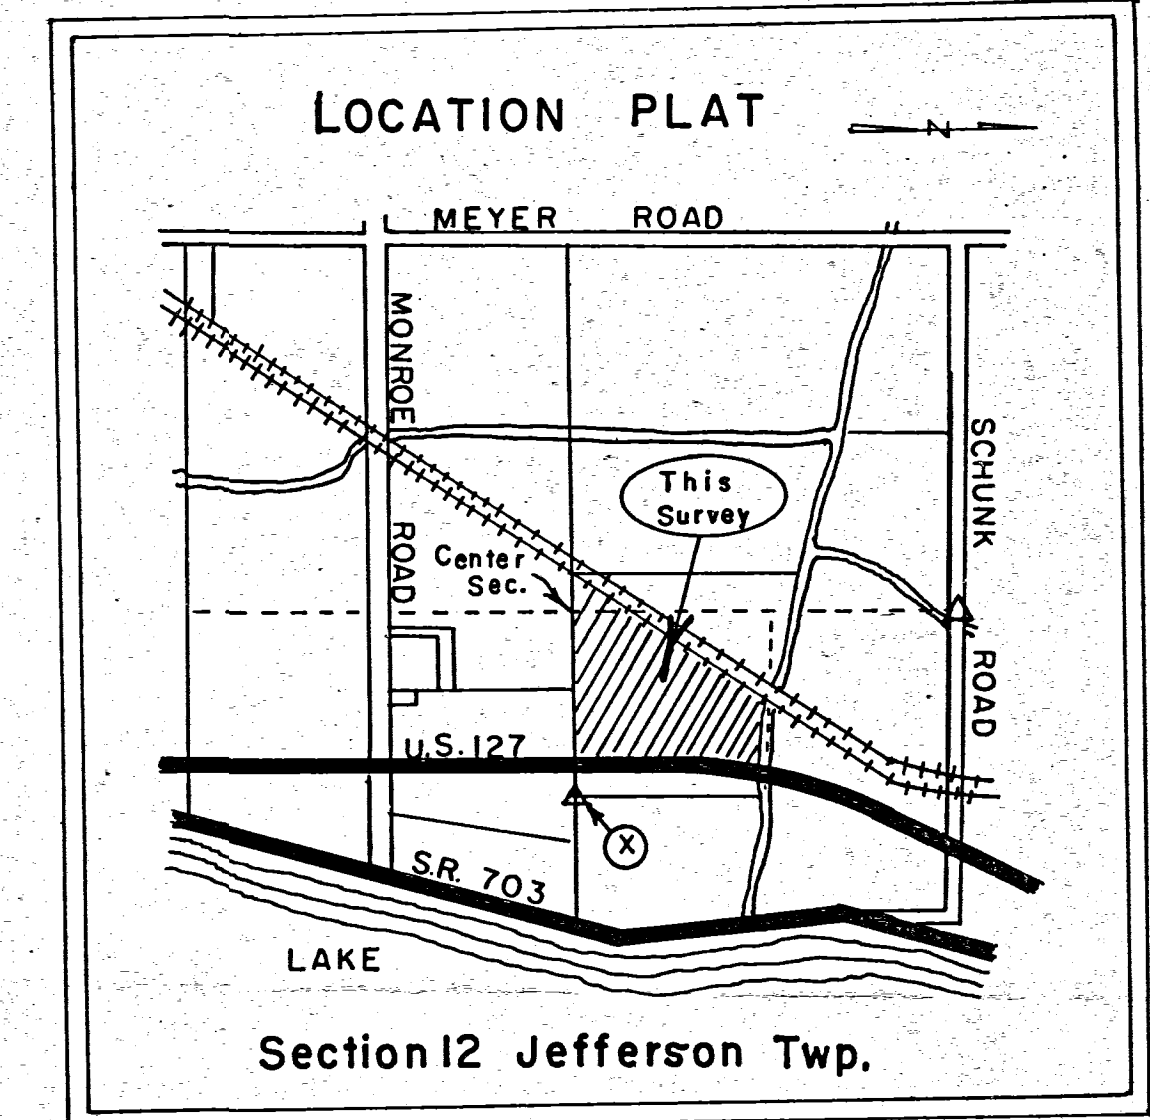 LOCATION PLAT
N
MEYER ROAD
MONROE ROAD
SCHUNK ROAD
This
Survey
Center
Sec.
U.S. 127
X
S.R. 703
LAKE
Section 12 Jefferson Twp.